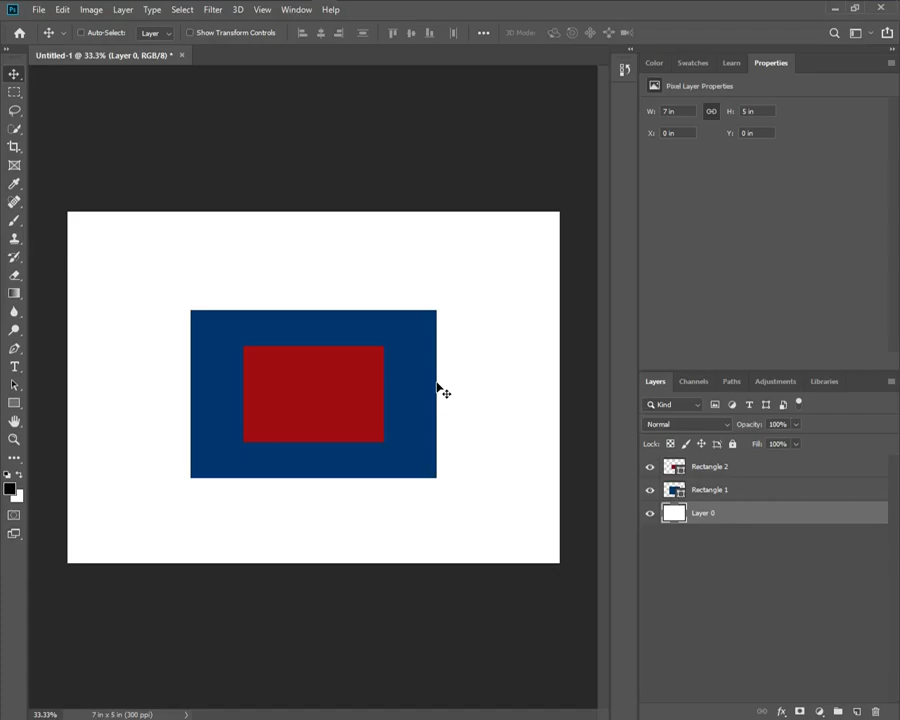 Ps File Edit Image Layer Type Select Filter 3D View Window Help
Auto-Select: Layer Show Transform Controls 3D Mode:
Untitled-1 @ 33.3% (Layer 0, RGB/8) * ×
Color Swatches Learn Properties
Pixel Layer Properties
W: 7 in H: 5 in
X: 0 in Y: 0 in
Layers Channels Paths Adjustments Libraries
Kind
Normal Opacity: 100%
Lock: Fill: 100%
Rectangle 2
Rectangle 1
Layer 0
33.33% 7 in x 5 in (300 ppi)